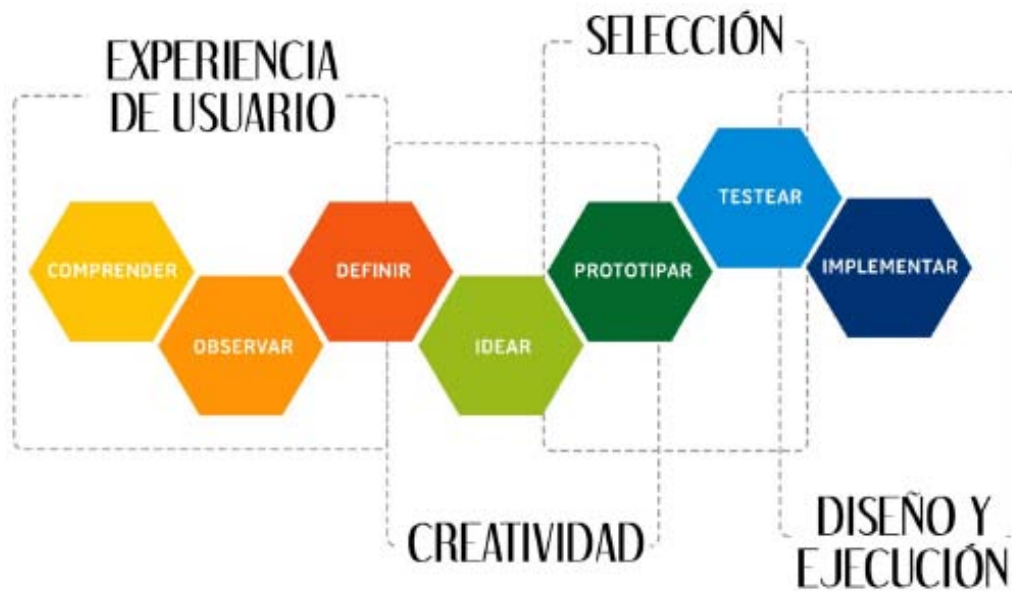 EXPERIENCIA
DE USUARIO
SELECCIÓN
COMPRENDER
OBSERVAR
DEFINIR
IDEAR
PROTOTIPAR
TESTEAR
IMPLEMENTAR
CREATIVIDAD
DISEÑO Y
EJECUCIÓN